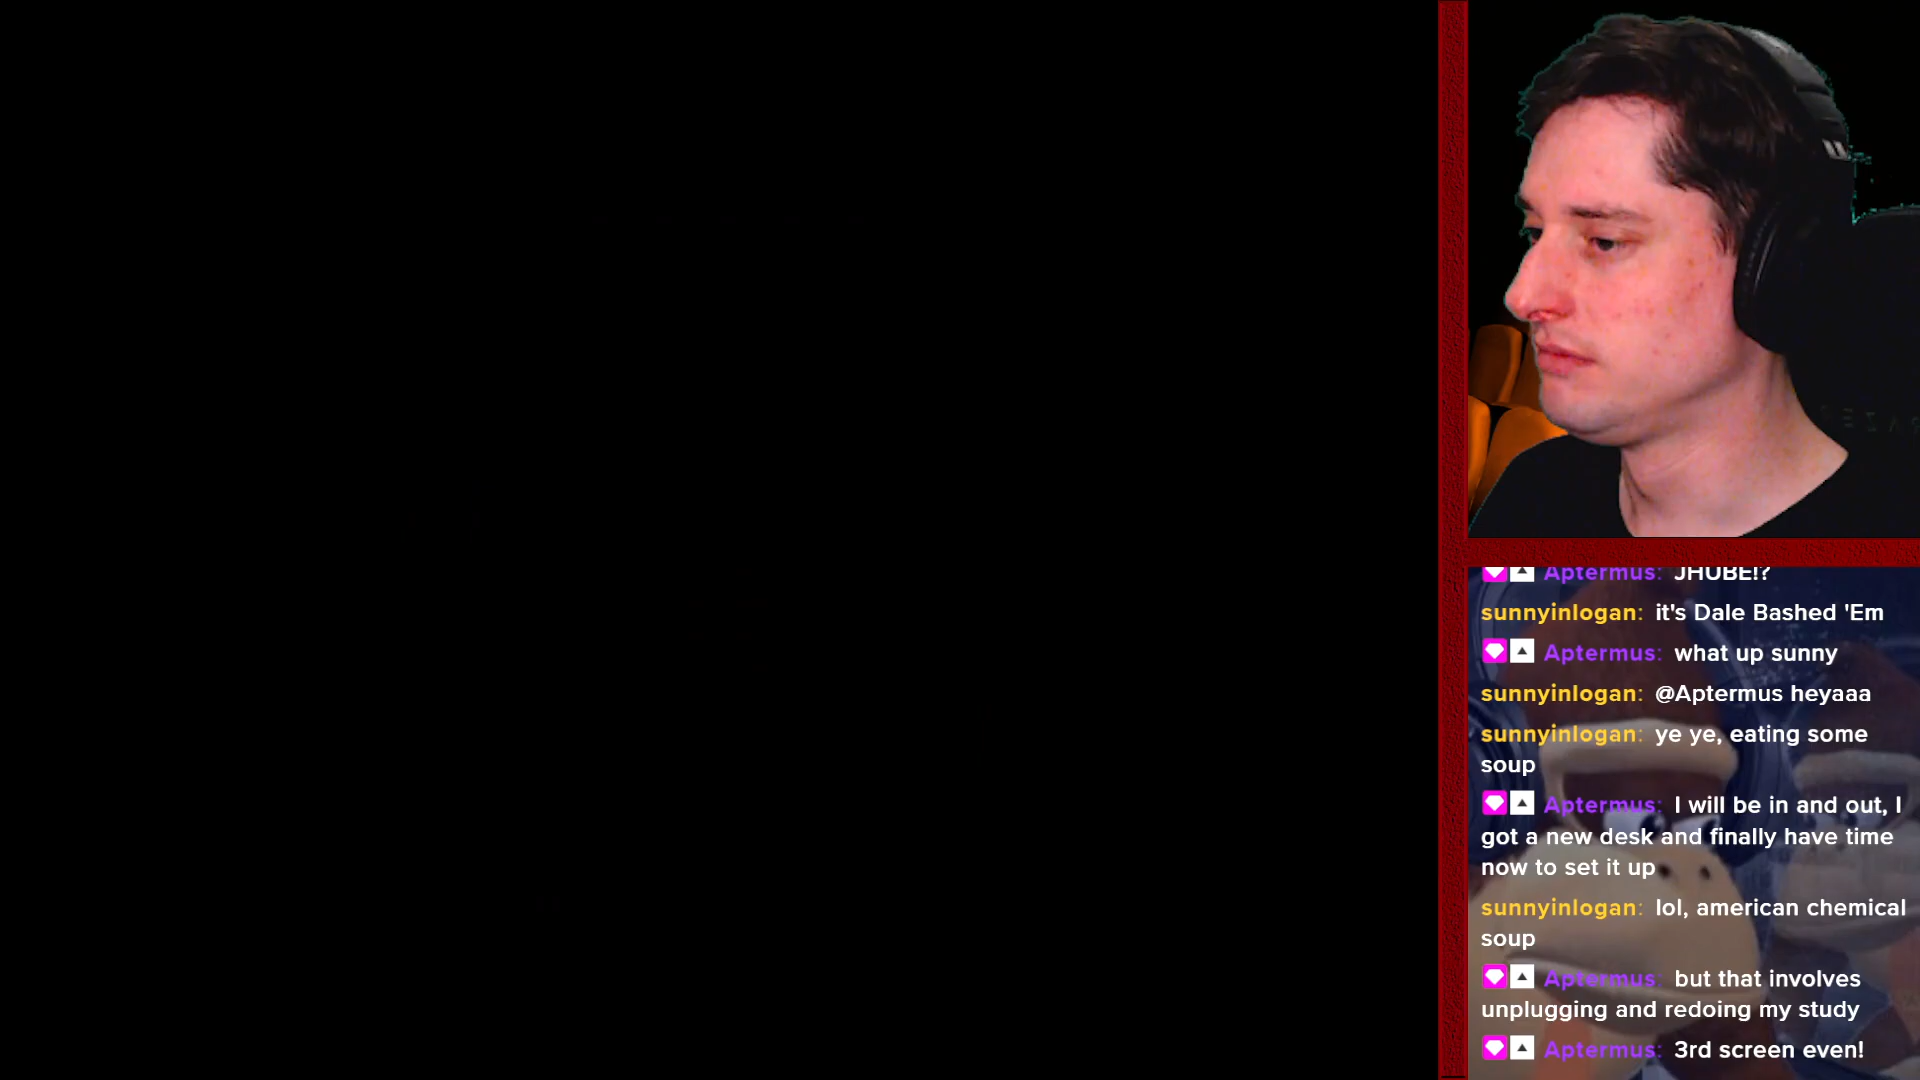 Aptermus: JHUBE!?
sunnyinlogan: it's Dale Bashed 'Em
Aptermus: what up sunny
sunnyinlogan: @Aptermus heyaaa
sunnyinlogan: ye ye, eating some
soup
Aptermus: I will be in and out, I
got a new desk and finally have time
now to set it up
sunnyinlogan: lol, american chemical
soup
Aptermus: but that involves
unplugging and redoing my study
Aptermus: 3rd screen even!